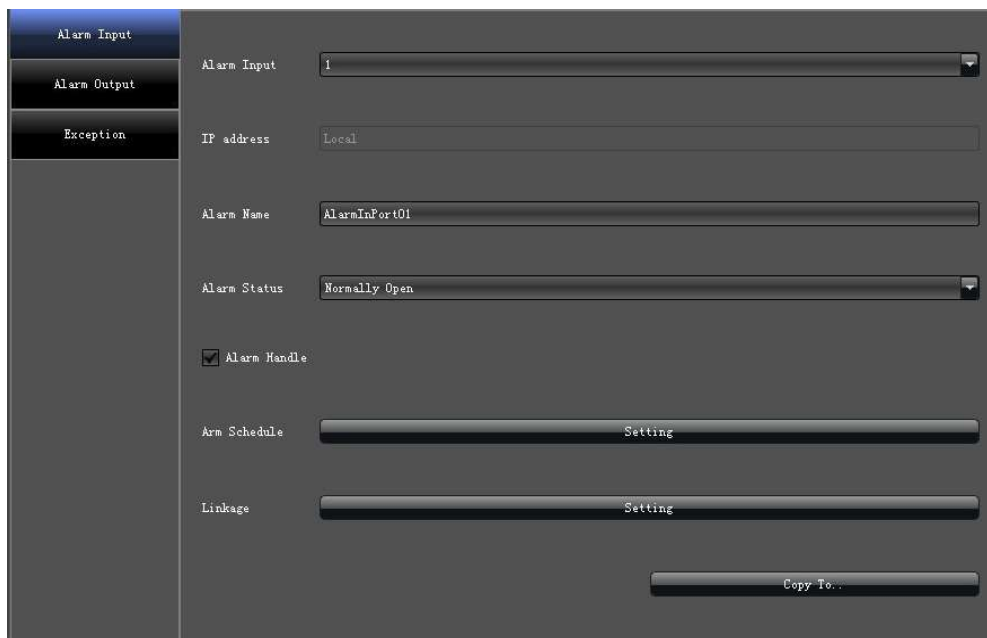 Alarm Input
Alarm Output
Exception
Alarm Input 1
IP address Local
Alarm Name AlarmInPort01
Alarm Status Normally Open
Alarm Handle
Arm Schedule Setting
Linkage Setting
Copy To..